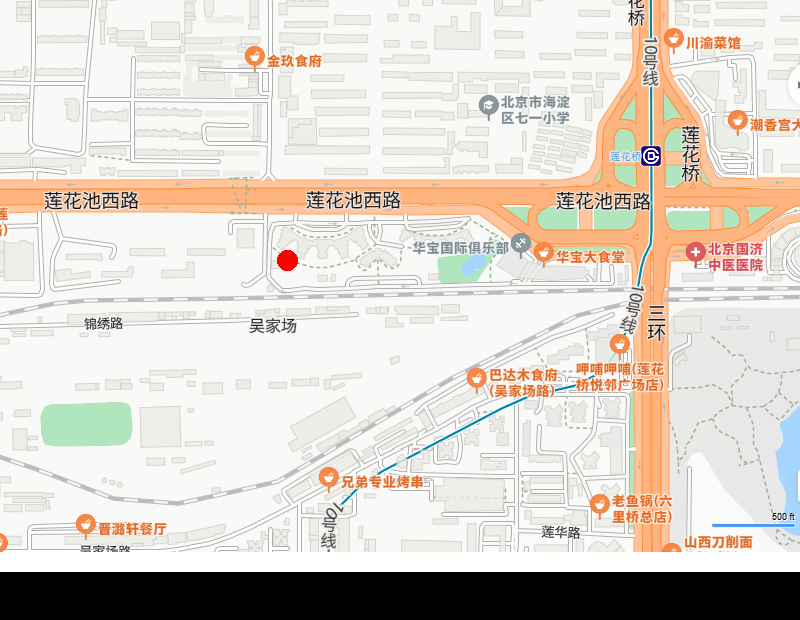 花
桥
10号线
川渝菜馆
金玖食府
北京市海淀
区七一小学
潮香宫大
莲花桥
莲花桥
莲花池西路
莲花池西路
莲花池西路
莲
路)
华宝国际俱乐部
华宝大食堂
北京国济
中医医院
10号线
三环
锦绣路
吴家场
呷哺呷哺(莲花
桥悦邻广场店)
巴达木食府
(吴家场路)
兄弟专业烤串
老鱼锅(六
里桥总店)
10号线
500 ft
晋潞轩餐厅
莲华路
吴家场路
山西刀削面